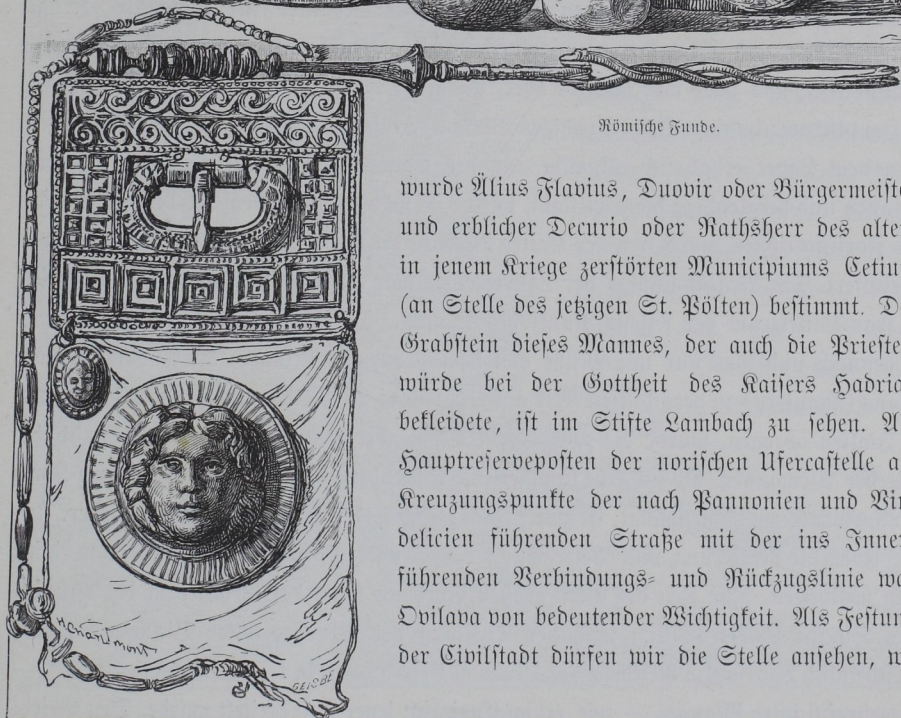 Römische Funde.
wurde Älius Flavius, Duovir oder Bürgermeiste
und erblicher Decurio oder Rathsherr des alte
in jenem Kriege zerstörten Municipiums Cetiu
(an Stelle des jetzigen St. Pölten) bestimmt. D
Grabstein dieses Mannes, der auch die Prieste
würde bei der Gottheit des Kaisers Hadria
bekleidete, ist im Stifte Lambach zu sehen. A
Hauptreserveposten der norischen Ufercastelle a
Kreuzungspunkte der nach Pannonien und Vin
delicien führenden Straße mit der ins Inner
führenden Verbindungs- und Rückzugslinie w
Ovilava von bedeutender Wichtigkeit. Als Festun
der Civilstadt dürfen wir die Stelle ansehen, w